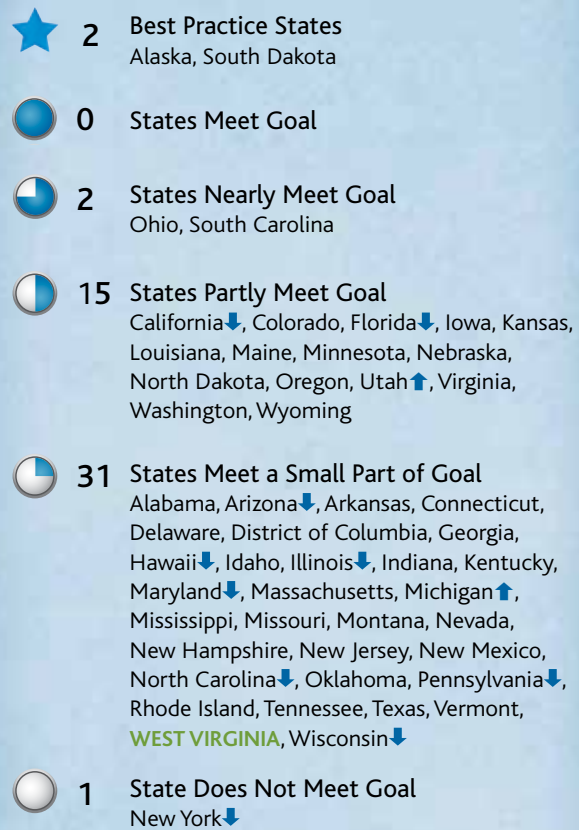 2 Best Practice States
Alaska, South Dakota
0 States Meet Goal
2 States Nearly Meet Goal
Ohio, South Carolina
15 States Partly Meet Goal
California⬇, Colorado, Florida⬇, Iowa, Kansas,
Louisiana, Maine, Minnesota, Nebraska,
North Dakota, Oregon, Utah⬆, Virginia,
Washington, Wyoming
31 States Meet a Small Part of Goal
Alabama, Arizona⬇, Arkansas, Connecticut,
Delaware, District of Columbia, Georgia,
Hawaii⬇, Idaho, Illinois⬇, Indiana, Kentucky,
Maryland⬇, Massachusetts, Michigan⬆,
Mississippi, Missouri, Montana, Nevada,
New Hampshire, New Jersey, New Mexico,
North Carolina⬇, Oklahoma, Pennsylvania⬇,
Rhode Island, Tennessee, Texas, Vermont,
WEST VIRGINIA, Wisconsin⬇
1 State Does Not Meet Goal
New York⬇